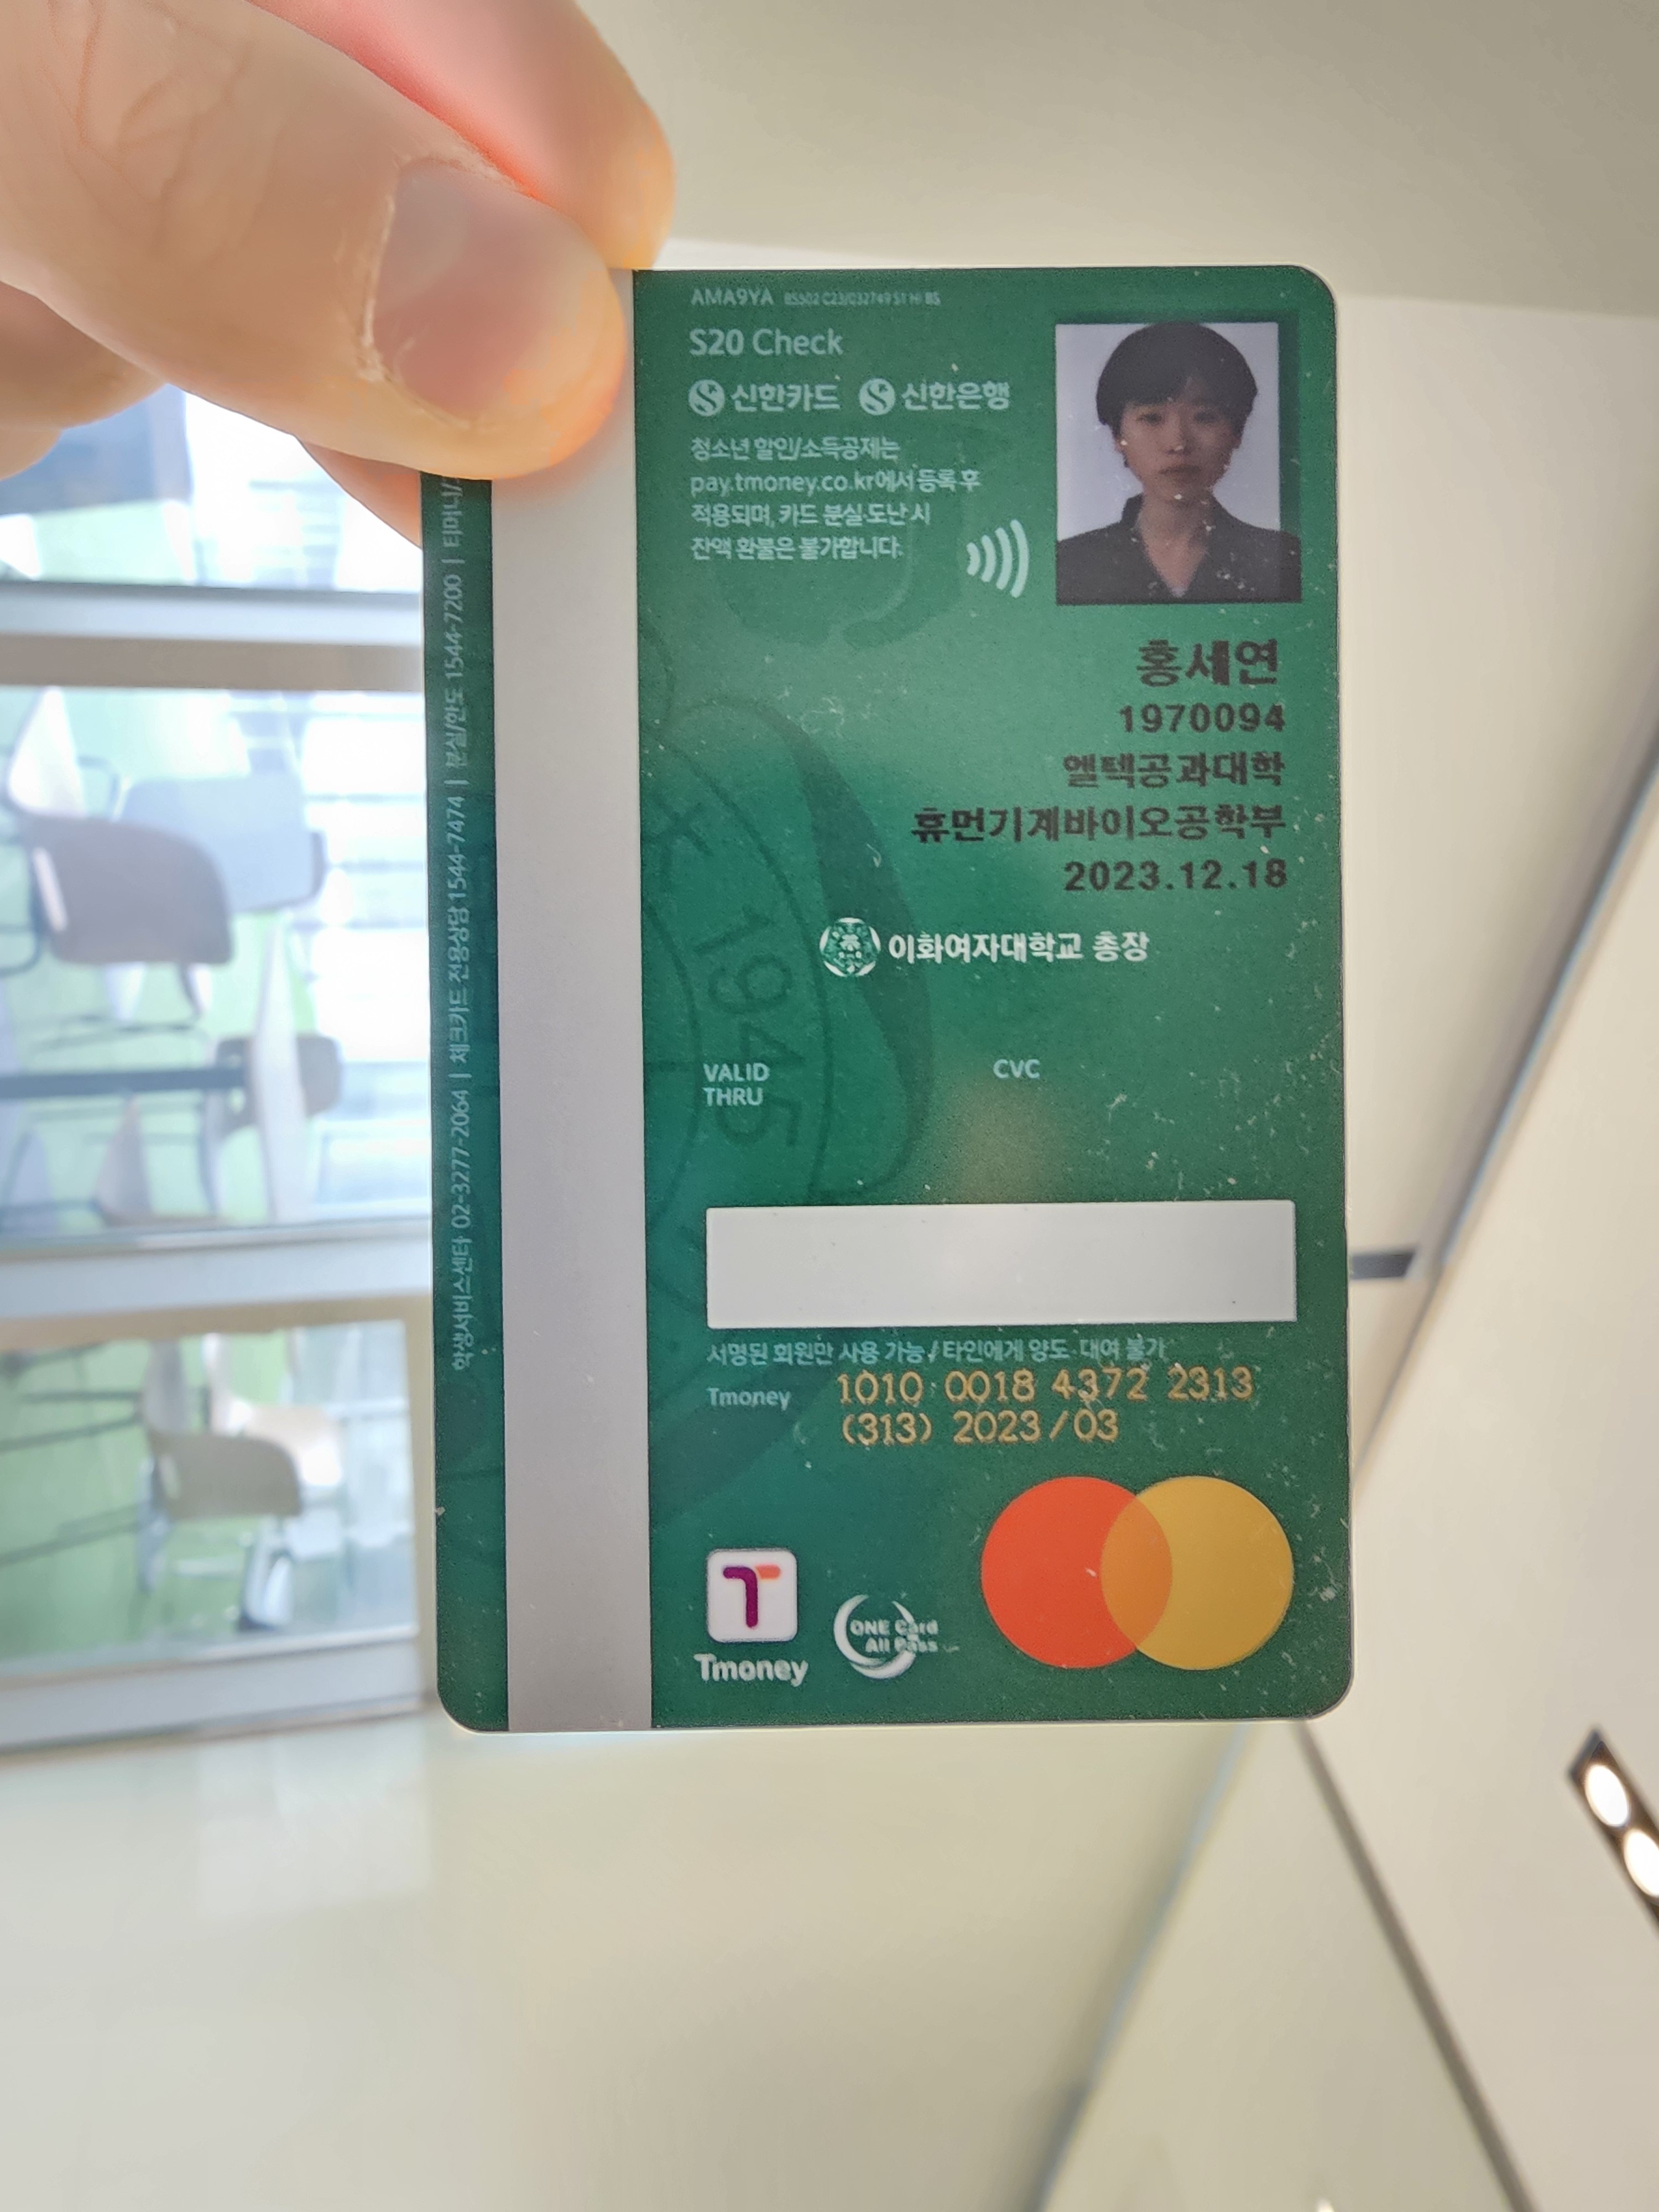 AMA9YA
S20 Check
신한카드 신한은행
청소년 할인/소득공제는
pay.tmoney.co.kr에서 등록 후
적용되며, 카드 분실·도난 시
잔액 환불은 불가합니다.
홍세연
1970094
엘텍공과대학
휴먼기계바이오공학부
2023.12.18
이화여자대학교 총장
1945
VALID
THRU
CVC
서명된 회원만 사용 가능 / 타인에게 양도·대여 불가
Tmoney 1010 0018 4372 2313
(313) 2023/03
Tmoney
ONE Card
All Pass
학생서비스센터 02-3277-2064 | 체크카드 전용상담 1544-7474 | 분실/한도 1544-7200 | 티머니/